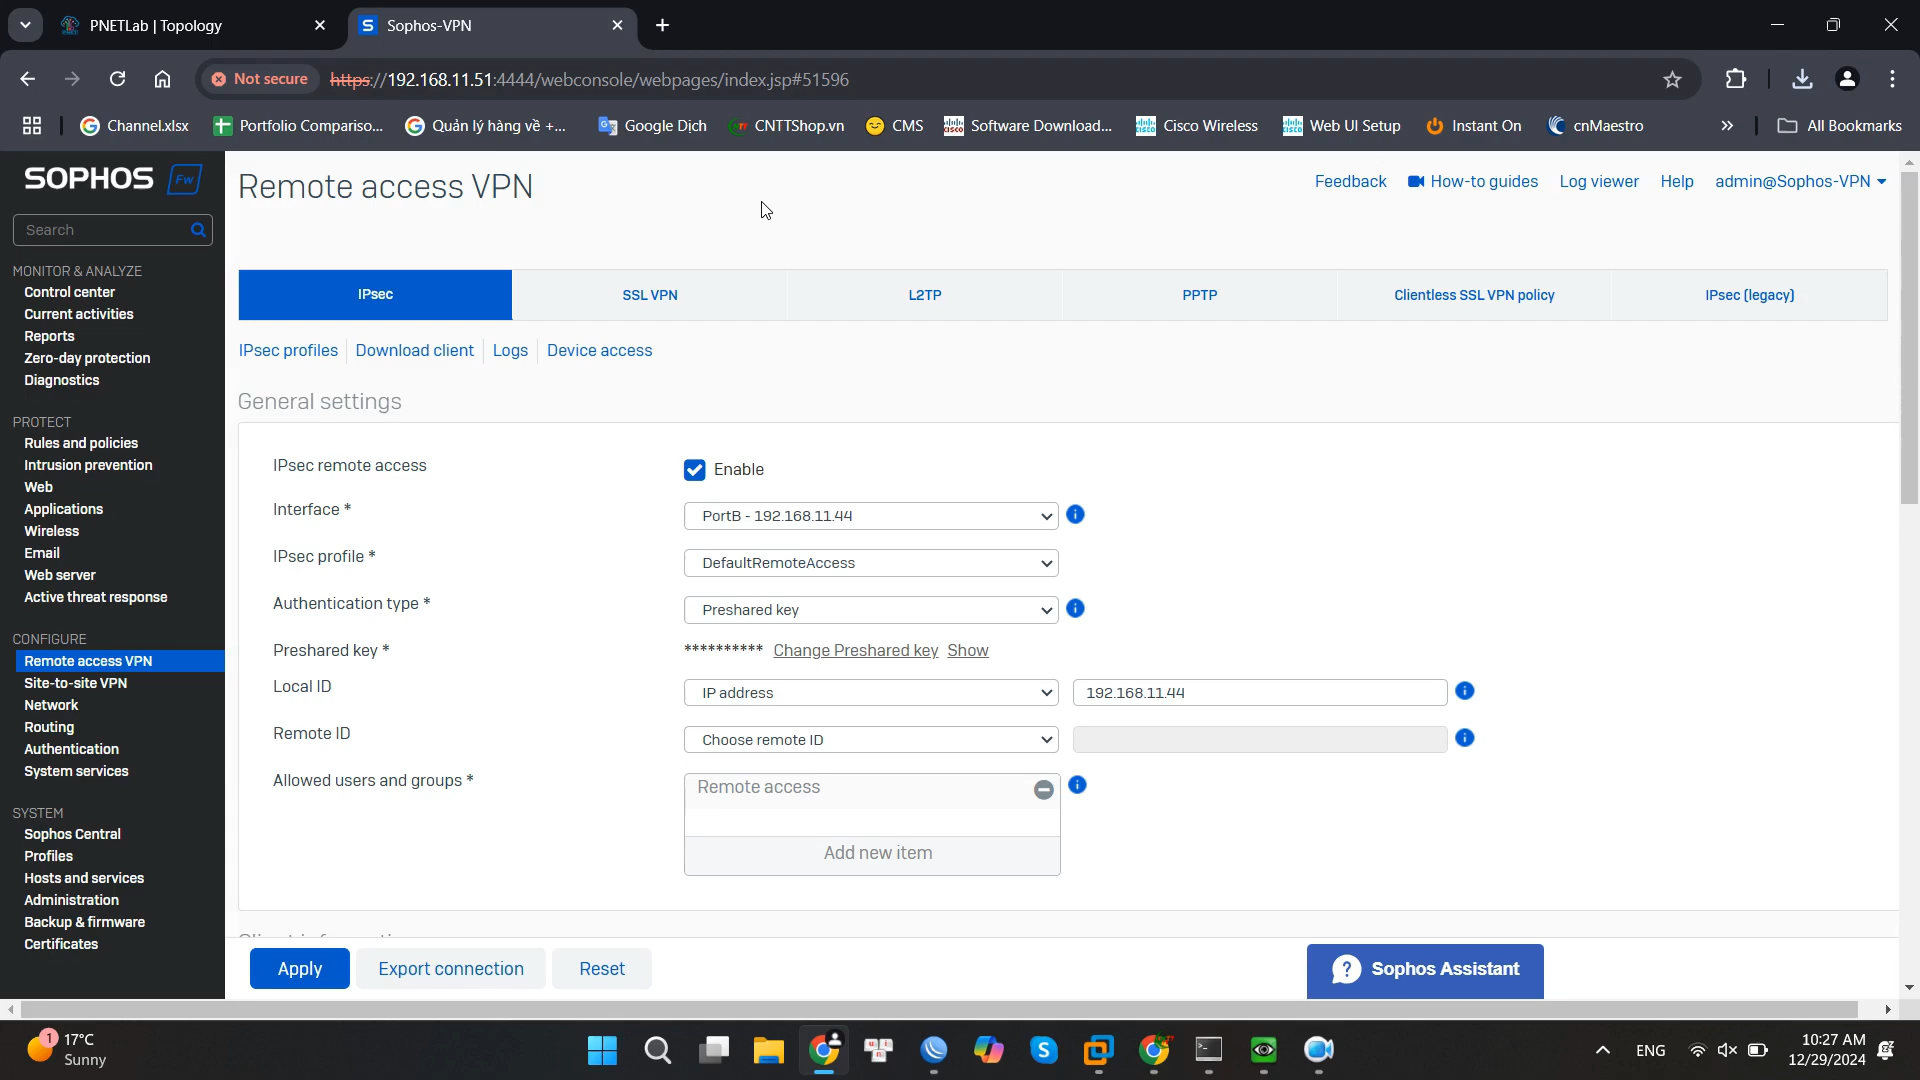 PNETLab | Topology
Sophos-VPN
Not secure
https://192.168.11.51:4444/webconsole/webpages/index.jsp#51596
Channel.xlsx
Portfolio Compariso...
Quản lý hàng về +...
Google Dịch
CNTTShop.vn
CMS
Software Download...
Cisco Wireless
Web UI Setup
Instant On
cnMaestro
All Bookmarks
SOPHOS Fw
Search
MONITOR & ANALYZE
Control center
Current activities
Reports
Zero-day protection
Diagnostics
PROTECT
Rules and policies
Intrusion prevention
Web
Applications
Wireless
Email
Web server
Active threat response
CONFIGURE
Remote access VPN
Site-to-site VPN
Network
Routing
Authentication
System services
SYSTEM
Sophos Central
Profiles
Hosts and services
Administration
Backup & firmware
Certificates
Remote access VPN
Feedback
How-to guides
Log viewer
Help
admin@Sophos-VPN
IPsec
SSL VPN
L2TP
PPTP
Clientless SSL VPN policy
IPsec (legacy)
IPsec profiles
Download client
Logs
Device access
General settings
IPsec remote access
Enable
Interface *
PortB - 192.168.11.44
IPsec profile *
DefaultRemoteAccess
Authentication type *
Preshared key
Preshared key *
********** Change Preshared key Show
Local ID
IP address
192.168.11.44
Remote ID
Choose remote ID
Allowed users and groups *
Remote access
Add new item
Apply
Export connection
Reset
Sophos Assistant
1
17°C
Sunny
ENG
10:27 AM
12/29/2024